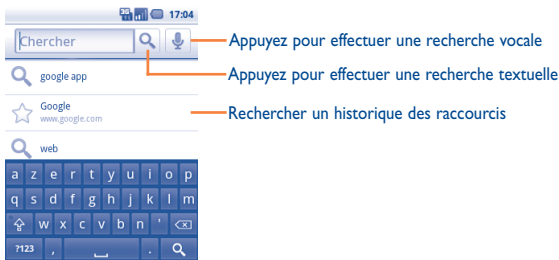 3G 17:04
Chercher
Appuyez pour effectuer une recherche vocale
Appuyez pour effectuer une recherche textuelle
google app
Google
www.google.com
Rechercher un historique des raccourcis
web
a z e r t y u i o p
q s d f g h j k l m
w x c v b n '
?123 , .